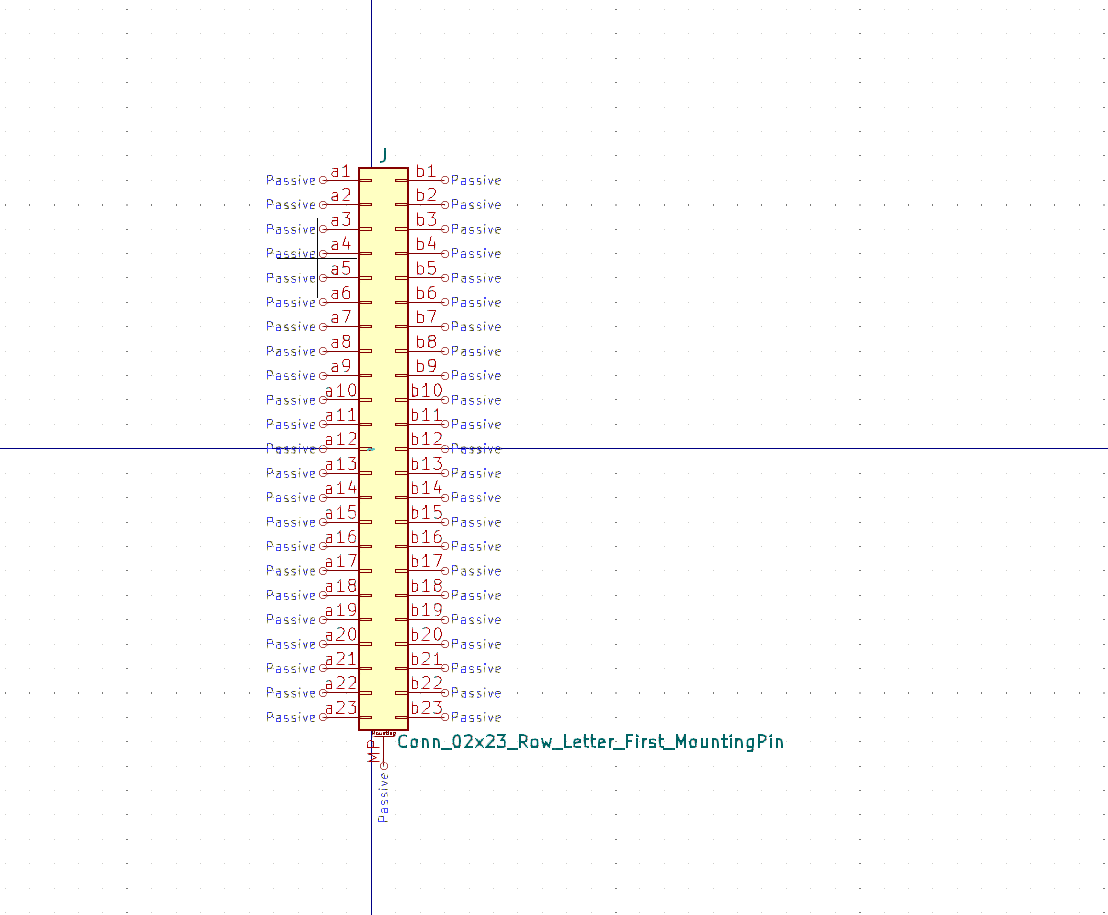 J
Passive a1 b1 Passive
Passive a2 b2 Passive
Passive a3 b3 Passive
Passive a4 b4 Passive
Passive a5 b5 Passive
Passive a6 b6 Passive
Passive a7 b7 Passive
Passive a8 b8 Passive
Passive a9 b9 Passive
Passive a10 b10 Passive
Passive a11 b11 Passive
Passive a12 b12 Passive
Passive a13 b13 Passive
Passive a14 b14 Passive
Passive a15 b15 Passive
Passive a16 b16 Passive
Passive a17 b17 Passive
Passive a18 b18 Passive
Passive a19 b19 Passive
Passive a20 b20 Passive
Passive a21 b21 Passive
Passive a22 b22 Passive
Passive a23 b23 Passive
Mounting
Conn_02x23_Row_Letter_First_MountingPin
MP
Passive